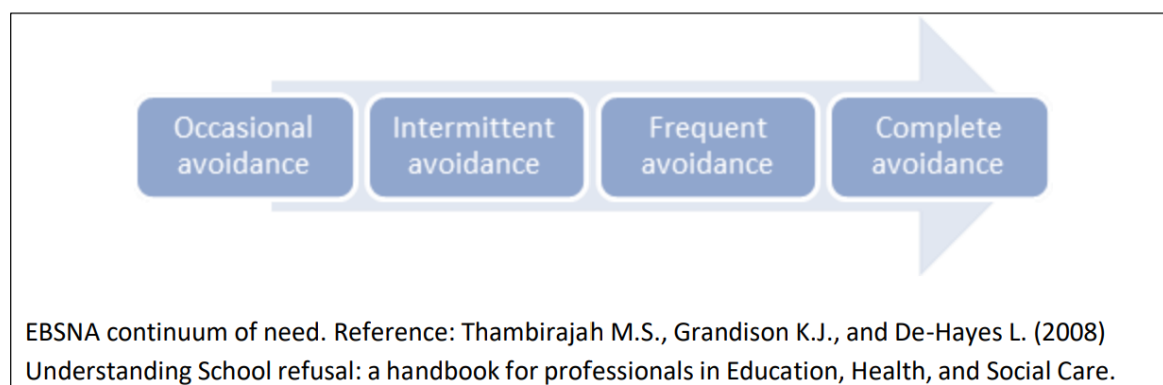 Occasional avoidance
Intermittent avoidance
Frequent avoidance
Complete avoidance
EBSNA continuum of need. Reference: Thambirajah M.S., Grandison K.J., and De-Hayes L. (2008)
Understanding School refusal: a handbook for professionals in Education, Health, and Social Care.